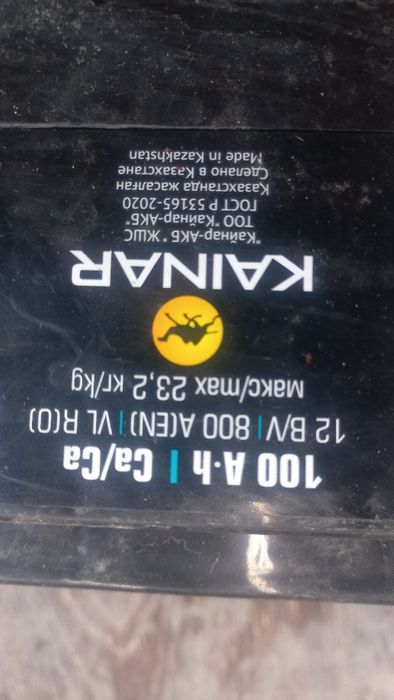 100 A·h | Ca/Ca
12 В/V | 800 A(EN) | VL R(0)
макс/max 23,2 кг/kg
KAINAR
"Кайнар-АКБ" ЖШС
ТОО "Кайнар-АКБ"
ГОСТ Р 53165-2020
Казахстанда жасалған
Сделано в Казахстане
Made in Kazakhstan